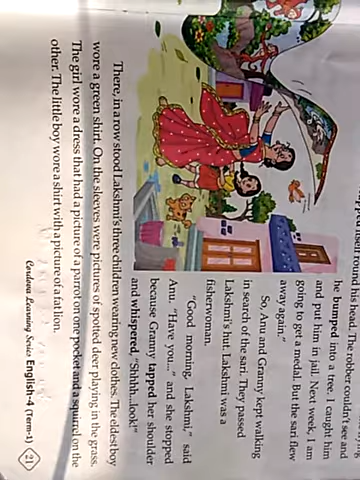 round her head. The robber couldn't see and
he bumped into a tree. I caught him
and put him in jail. Next week, I am
going to get a medal. But the sari flew
away again."
So, Anu and Granny kept walking
in search of the sari. They passed
Lakshmi's hut. Lakshmi was a
fisherwoman.
"Good morning, Lakshmi," said
Anu. "Have you..." and she stopped
because Granny tapped her shoulder
and whispered, "Shhhh...look!"
There, in a row stood Lakshmi's three children wearing new clothes. The eldest boy
wore a green shirt. On the sleeves were pictures of spotted deer playing in the grass.
The girl wore a dress that had a picture of a parrot on one pocket and a squirrel on the
other. The little boy wore a shirt with a picture of a fat lion.
Cordova Learning Series English-4 (Term-1) 21